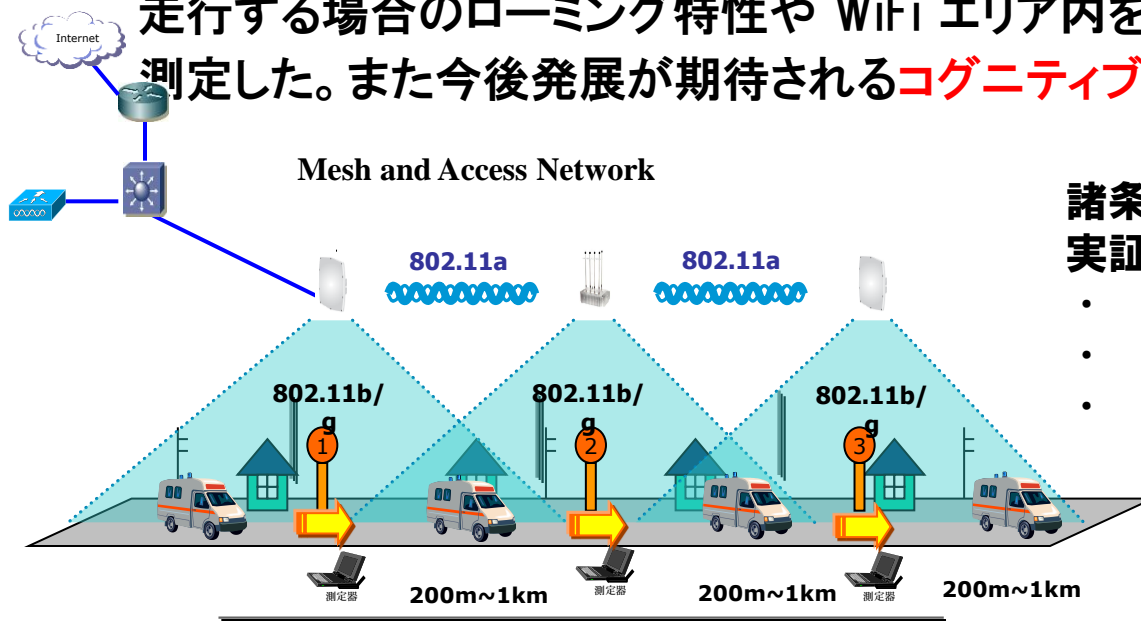 走行する場合のローミング特性や WiFi エリア内を
Internet
測定した。また今後発展が期待されるコグニティブ
Mesh and Access Network
諸条
実証
・
・
・
802.11a
802.11a
802.11b/
g
802.11b/
g
802.11b/
g
1
2
3
測定器
測定器
測定器
200m~1km
200m~1km
200m~1km